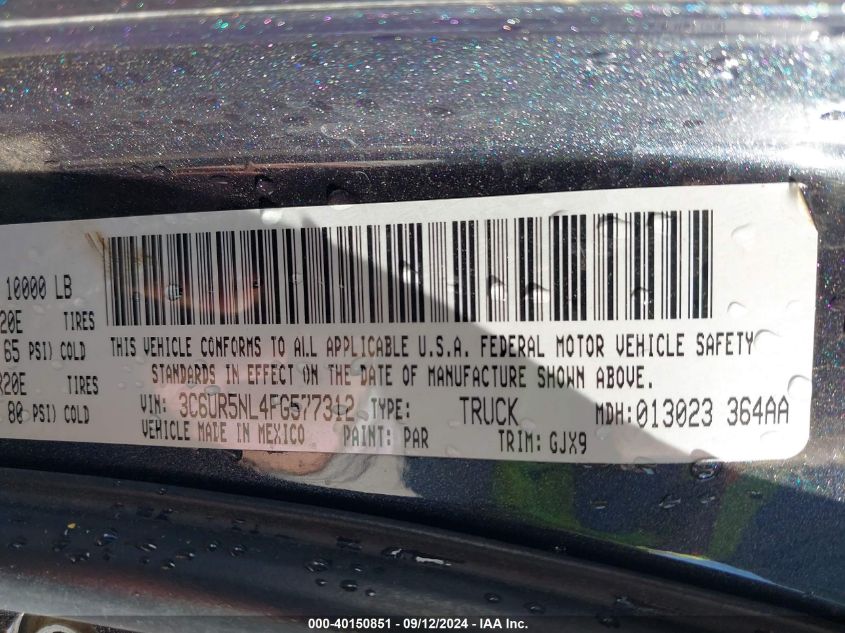 10000 LB
20E TIRES
65 PSI) COLD
R20E TIRES
80 PSI) COLD
THIS VEHICLE CONFORMS TO ALL APPLICABLE U.S.A. FEDERAL MOTOR VEHICLE SAFETY
STANDARDS IN EFFECT ON THE DATE OF MANUFACTURE SHOWN ABOVE.
VIN: 3C6UR5NL4FG577312 TYPE: TRUCK MDH: 013023 364AA
VEHICLE MADE IN MEXICO PAINT: PAR TRIM: GJX9
000-40150851 - 09/12/2024 - IAA Inc.